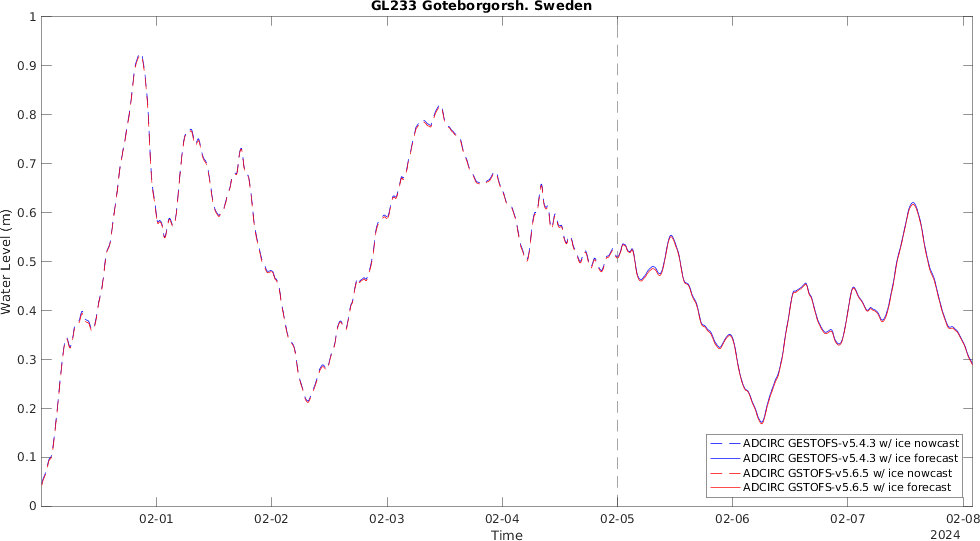 GL233 Goteborgorsh. Sweden
1
0.9
0.8
0.7
0.6
0.5
0.4
0.3
0.2
0.1
0
Water Level (m)
02-01 02-02 02-03 02-04 02-05 02-06 02-07 02-08
2024
Time
ADCIRC GESTOFS-v5.4.3 w/ ice nowcast
ADCIRC GESTOFS-v5.4.3 w/ ice forecast
ADCIRC GSTOFS-v5.6.5 w/ ice nowcast
ADCIRC GSTOFS-v5.6.5 w/ ice forecast